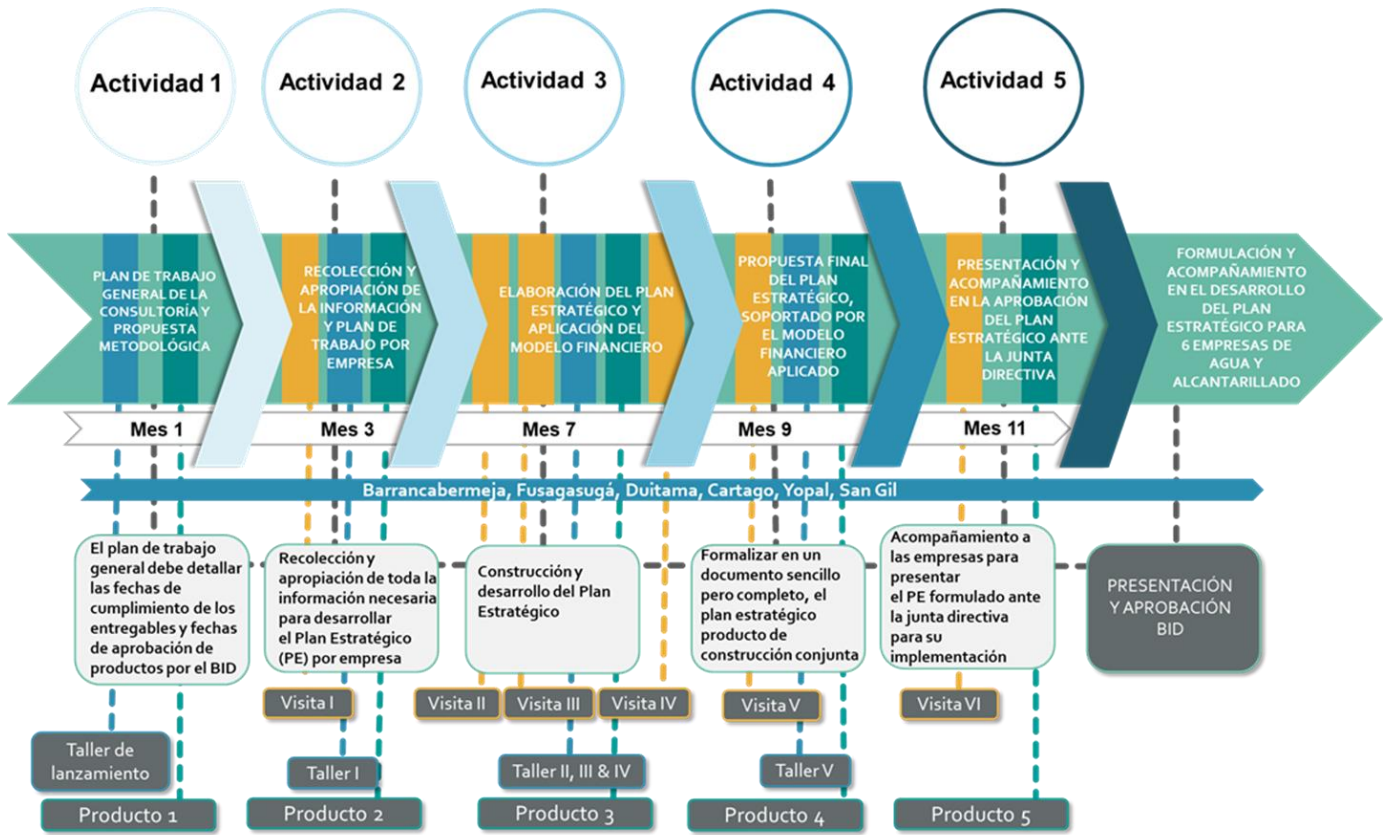 Actividad 1
Actividad 2
Actividad 3
Actividad 4
Actividad 5
PLAN DE TRABAJO
GENERAL DE LA
CONSULTORÍA Y
PROPUESTA
METODOLÓGICA
RECOLECCIÓN Y
APROPIACIÓN DE
LA INFORMACIÓN
Y PLAN DE
TRABAJO POR
EMPRESA
ELABORACIÓN DEL PLAN
ESTRATÉGICO Y
APLICACIÓN DEL
MODELO FINANCIERO
PROPUESTA FINAL
DEL PLAN
ESTRATÉGICO,
SOPORTADO POR
EL MODELO
FINANCIERO
APLICADO
PRESENTACIÓN Y
ACOMPAÑAMIENTO
EN LA APROBACIÓN
DEL PLAN
ESTRATÉGICO ANTE
LA JUNTA
DIRECTIVA
FORMULACIÓN Y
ACOMPAÑAMIENTO
EN EL DESARROLLO
DEL PLAN
ESTRATÉGICO PARA
6 EMPRESAS DE
AGUA Y
ALCANTARILLADO
Mes 1
Mes 3
Mes 7
Mes 9
Mes 11
Barrancabermeja, Fusagasugá, Duitama, Cartago, Yopal, San Gil
El plan de trabajo
general debe detallar
las fechas de
cumplimiento de los
entregables y fechas
de aprobación de
productos por el BID
Recolección y
apropiación de toda la
información necesaria
para desarrollar
el Plan Estratégico
(PE) por empresa
Construcción y
desarrollo del Plan
Estratégico
Formalizar en un
documento sencillo
pero completo, el
plan estratégico
producto de
construcción conjunta
Acompañamiento a
las empresas para
presentar
el PE formulado ante
la junta directiva
para su
implementación
PRESENTACIÓN
Y APROBACIÓN
BID
Visita I
Visita II
Visita III
Visita IV
Visita V
Visita VI
Taller de
lanzamiento
Taller I
Taller II, III & IV
Taller V
Producto 1
Producto 2
Producto 3
Producto 4
Producto 5